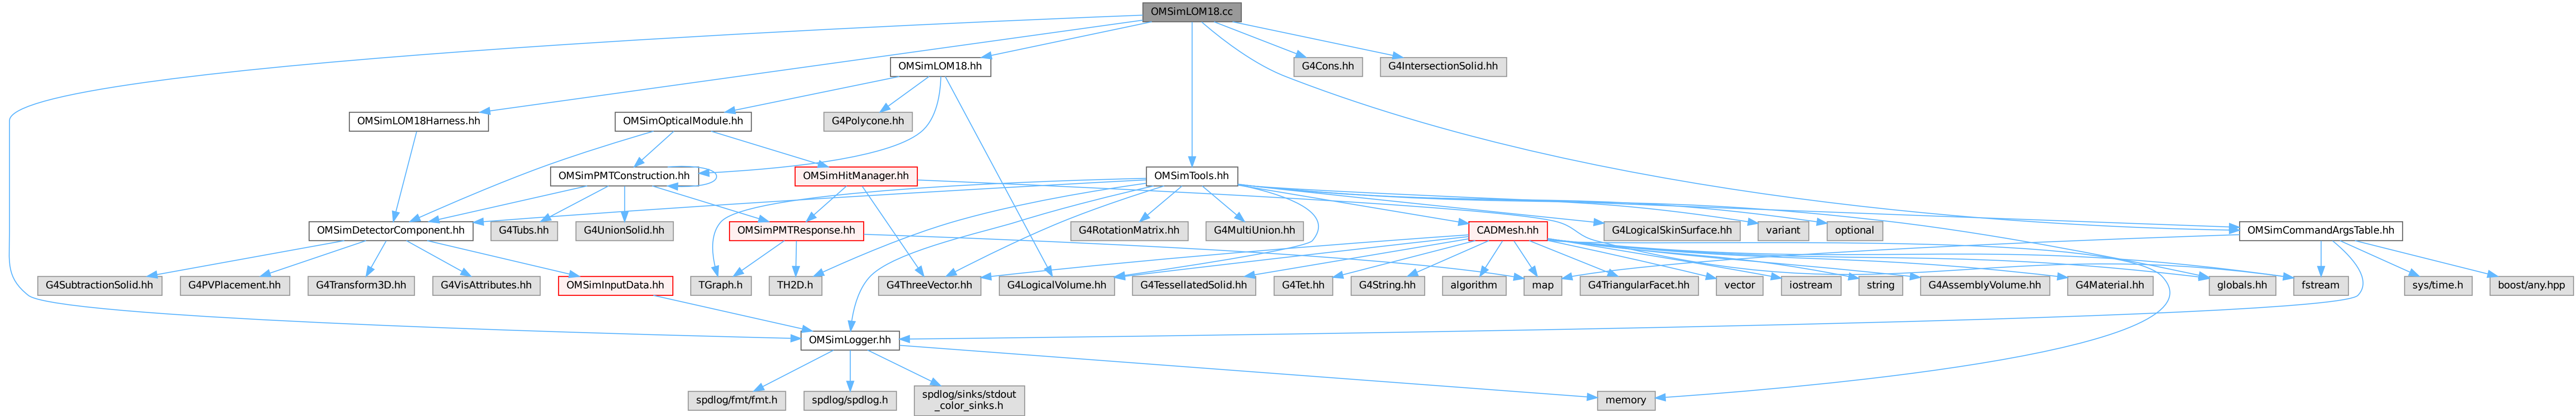 OMSimLOM18.cc
OMSimLOM18.hh
G4Cons.hh
G4IntersectionSolid.hh
OMSimLOM18Harness.hh
OMSimOpticalModule.hh
G4Polycone.hh
OMSimPMTConstruction.hh
OMSimHitManager.hh
OMSimTools.hh
OMSimDetectorComponent.hh
G4Tubs.hh
G4UnionSolid.hh
OMSimPMTResponse.hh
G4RotationMatrix.hh
G4MultiUnion.hh
CADMesh.hh
G4LogicalSkinSurface.hh
variant
optional
OMSimCommandArgsTable.hh
G4SubtractionSolid.hh
G4PVPlacement.hh
G4Transform3D.hh
G4VisAttributes.hh
OMSimInputData.hh
TGraph.h
TH2D.h
G4ThreeVector.hh
G4LogicalVolume.hh
G4TessellatedSolid.hh
G4Tet.hh
G4String.hh
algorithm
map
G4TriangularFacet.hh
vector
iostream
string
G4AssemblyVolume.hh
G4Material.hh
globals.hh
fstream
sys/time.h
boost/any.hpp
OMSimLogger.hh
spdlog/fmt/fmt.h
spdlog/spdlog.h
spdlog/sinks/stdout
_color_sinks.h
memory